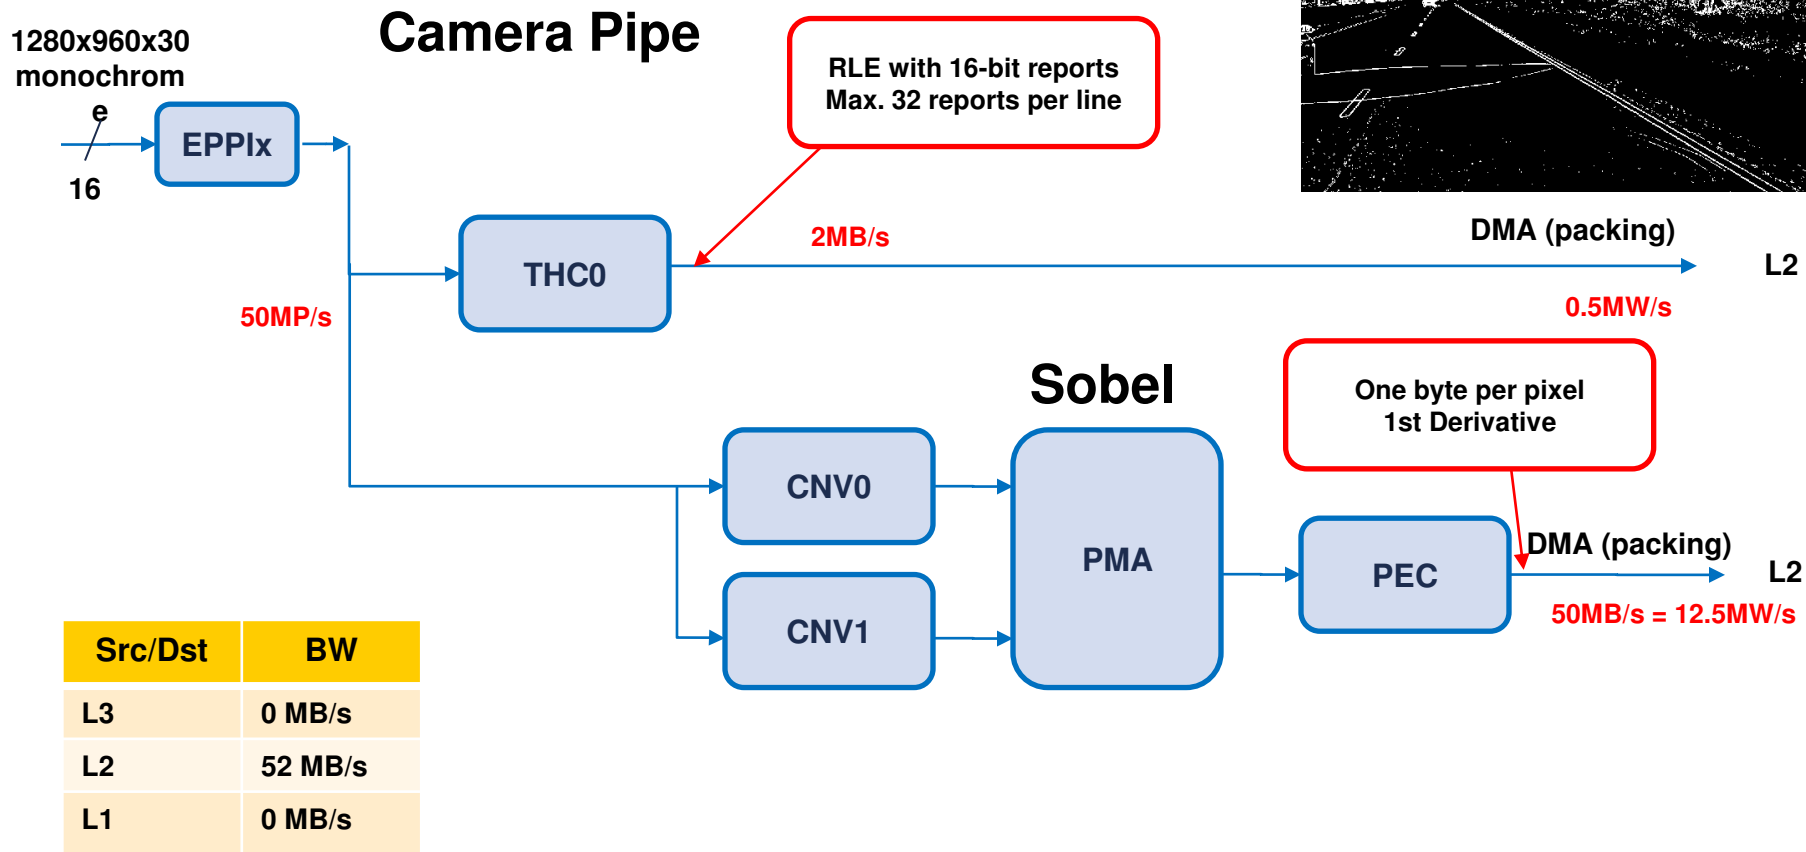 Camera Pipe
1280x960x30
monochrom
e
16
EPPIx
RLE with 16-bit reports
Max. 32 reports per line
THC0
2MB/s
DMA (packing)
L2
0.5MW/s
50MP/s
Sobel
One byte per pixel
1st Derivative
CNV0
CNV1
PMA
PEC
DMA (packing)
L2
50MB/s = 12.5MW/s
Src/Dst BW
L3 0 MB/s
L2 52 MB/s
L1 0 MB/s